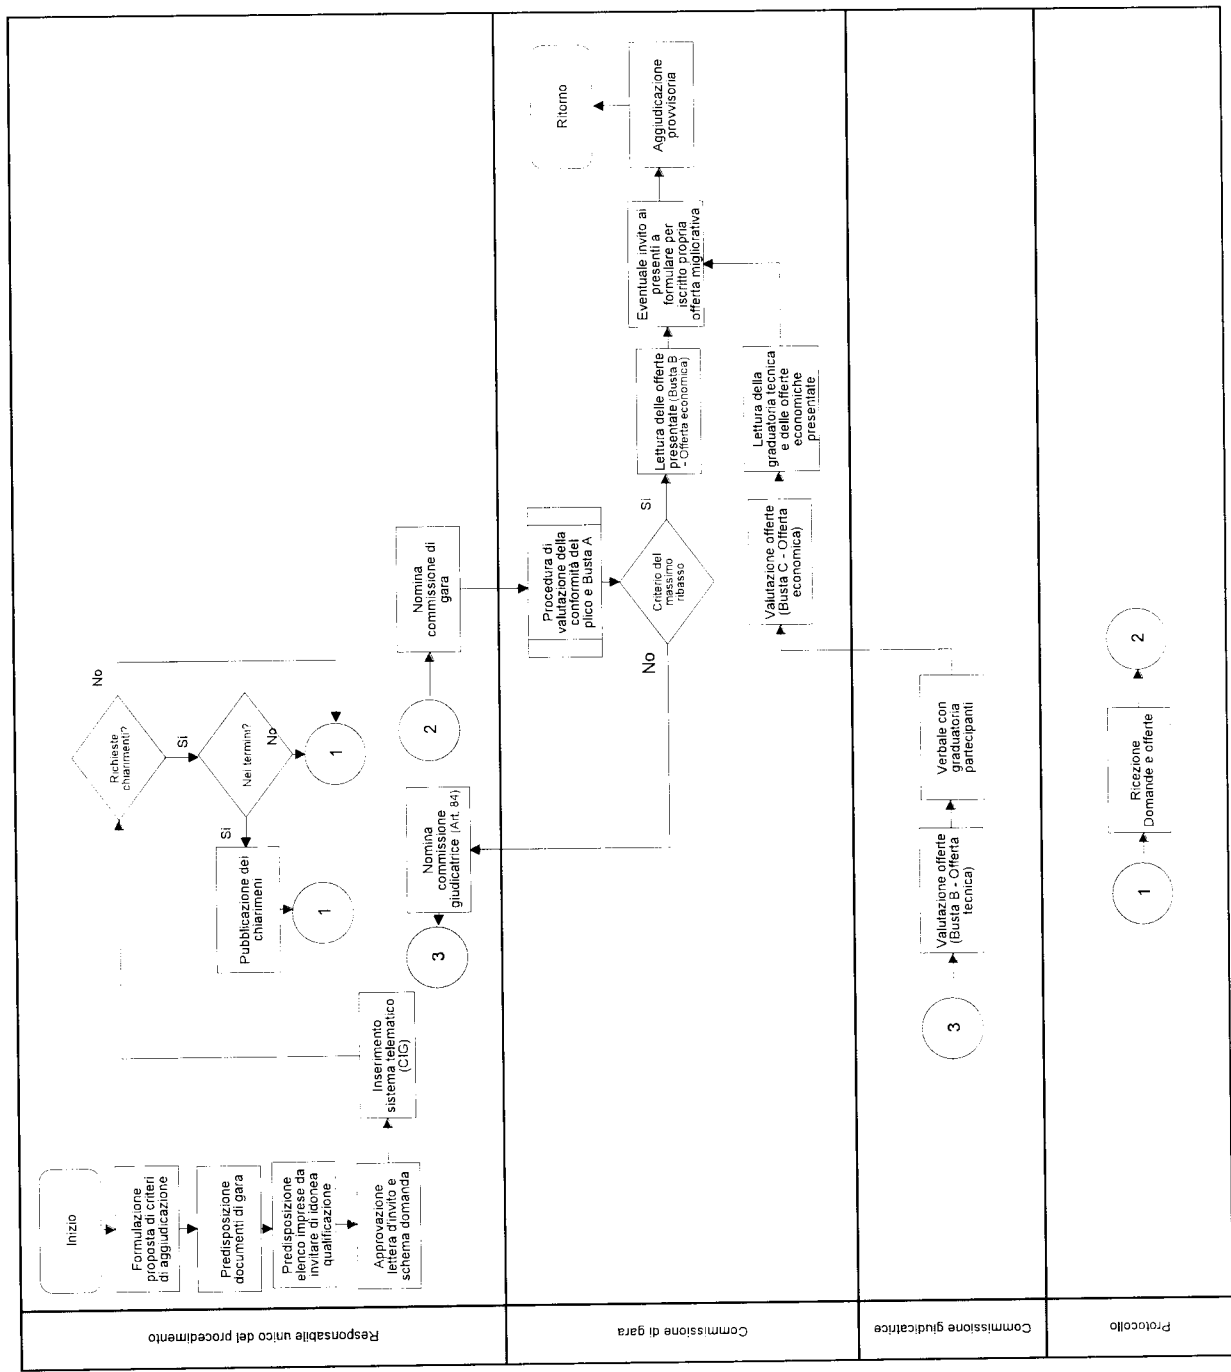 Responsabile unico del procedimento
Inizio
Formulazione
proposta di criteri
di aggiudicazione
Predisposizione
documenti di gara
Predisposizione
elenco imprese da
invitare di idonea
qualificazione
Approvazione
lettera d'invito e
schema domanda
Inserimento
sistema telematico
(CIG)
Richieste
chiarimenti?
No
Si
Nei termini?
No
Si
Pubblicazione dei
chiarimeni
1
1
2
Nomina
commissione di
gara
Nomina
commissione
giudicatrice (Art. 84)
3
Commissione di gara
Procedura di
valutazione della
conformità del
plico e Busta A
Criterio del
massimo
ribasso
Si
No
Lettura delle offerte
presentate (Busta B
- Offerta economica)
Eventuale invito ai
presenti a
formulare per
iscritto propria
offerta migliorativa
Aggiudicazione
provvisoria
Ritorno
Valutazione offerte
(Busta C - Offerta
economica)
Lettura della
graduatoria tecnica
e delle offerte
economiche
presentate
Commissione giudicatrice
3
Valutazione offerte
(Busta B - Offerta
tecnica)
Verbale con
graduatoria
partecipanti
Protocollo
1
Ricezione
Domande e offerte
2